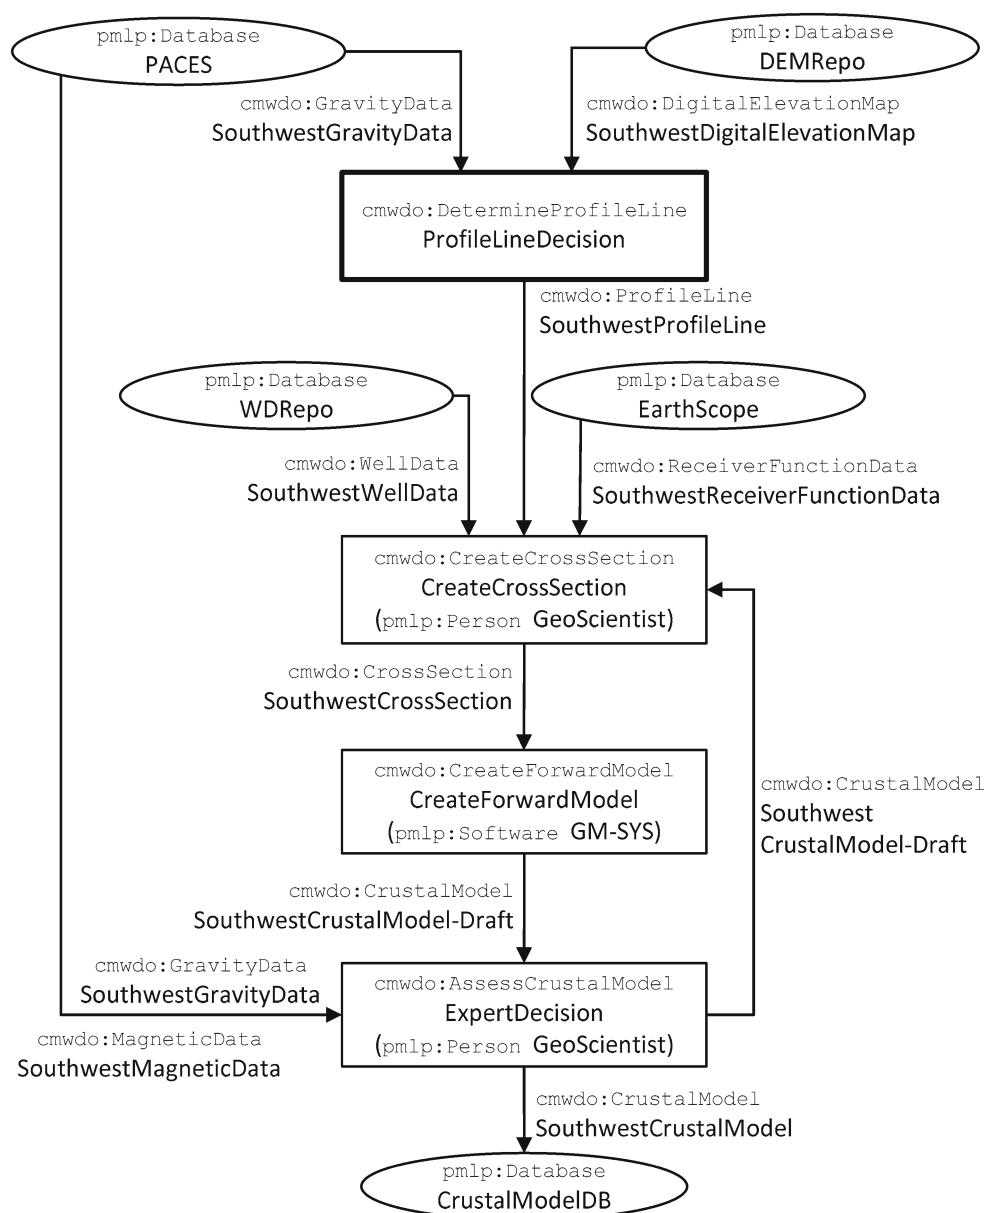 pmlp:Database
PACES
pmlp:Database
DEMRepo
cmwdo:GravityData
SouthwestGravityData
cmwdo:DigitalElevationMap
SouthwestDigitalElevationMap
cmwdo:DetermineProfileLine
ProfileLineDecision
cmwdo:ProfileLine
SouthwestProfileLine
pmlp:Database
WDRepo
pmlp:Database
EarthScope
cmwdo:WellData
SouthwestWellData
cmwdo:ReceiverFunctionData
SouthwestReceiverFunctionData
cmwdo:CreateCrossSection
CreateCrossSection
(pmlp:Person GeoScientist)
cmwdo:CrossSection
SouthwestCrossSection
cmwdo:CreateForwardModel
CreateForwardModel
(pmlp:Software GM-SYS)
cmwdo:CrustalModel
Southwest
CrustalModel-Draft
cmwdo:CrustalModel
SouthwestCrustalModel-Draft
cmwdo:GravityData
SouthwestGravityData
cmwdo:MagneticData
SouthwestMagneticData
cmwdo:AssessCrustalModel
ExpertDecision
(pmlp:Person GeoScientist)
cmwdo:CrustalModel
SouthwestCrustalModel
pmlp:Database
CrustalModelDB